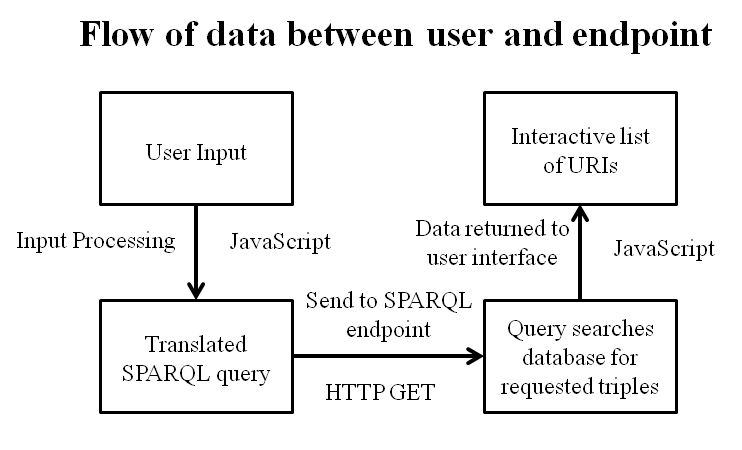 Flow of data between user and endpoint
User Input
Interactive list
of URIs
Input Processing
JavaScript
Data returned to
user interface
JavaScript
Translated
SPARQL query
Send to SPARQL
endpoint
HTTP GET
Query searches
database for
requested triples